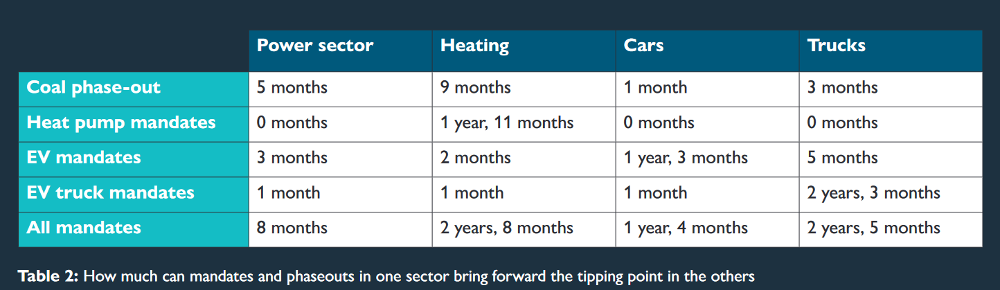 Power sector Heating Cars Trucks
Coal phase-out 5 months 9 months 1 month 3 months
Heat pump mandates 0 months 1 year, 11 months 0 months 0 months
EV mandates 3 months 2 months 1 year, 3 months 5 months
EV truck mandates 1 month 1 month 1 month 2 years, 3 months
All mandates 8 months 2 years, 8 months 1 year, 4 months 2 years, 5 months
Table 2: How much can mandates and phaseouts in one sector bring forward the tipping point in the others